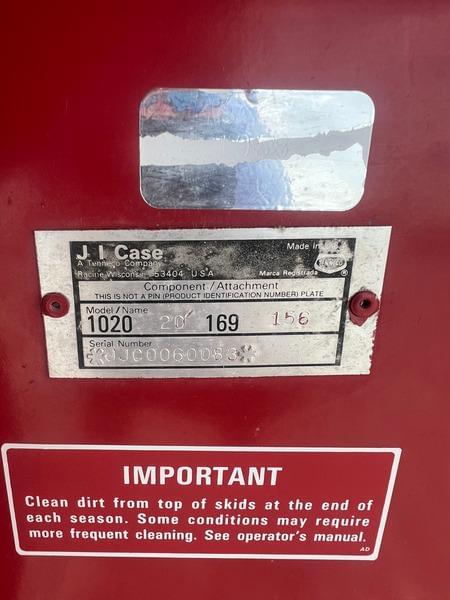 J I Case
A Tenneco Company
Racine Wisconsin 53404 U.S.A.
Made in
Marca Registrada ®
Component/Attachment
THIS IS NOT A PIN (PRODUCT IDENTIFICATION NUMBER) PLATE
Model/Name
1020 20' 169 156
Serial Number
IMPORTANT
Clean dirt from top of skids at the end of
each season. Some conditions may require
more frequent cleaning. See operator's manual.
AD